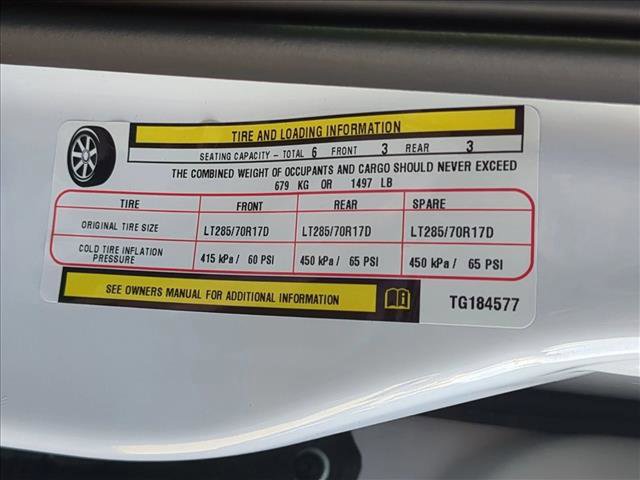 TIRE AND LOADING INFORMATION
SEATING CAPACITY - TOTAL 6 FRONT 3 REAR 3
THE COMBINED WEIGHT OF OCCUPANTS AND CARGO SHOULD NEVER EXCEED
679 KG OR 1497 LB
TIRE FRONT REAR SPARE
ORIGINAL TIRE SIZE LT285/70R17D LT285/70R17D LT285/70R17D
COLD TIRE INFLATION PRESSURE 415 kPa / 60 PSI 450 kPa / 65 PSI 450 kPa / 65 PSI
SEE OWNERS MANUAL FOR ADDITIONAL INFORMATION
TG184577